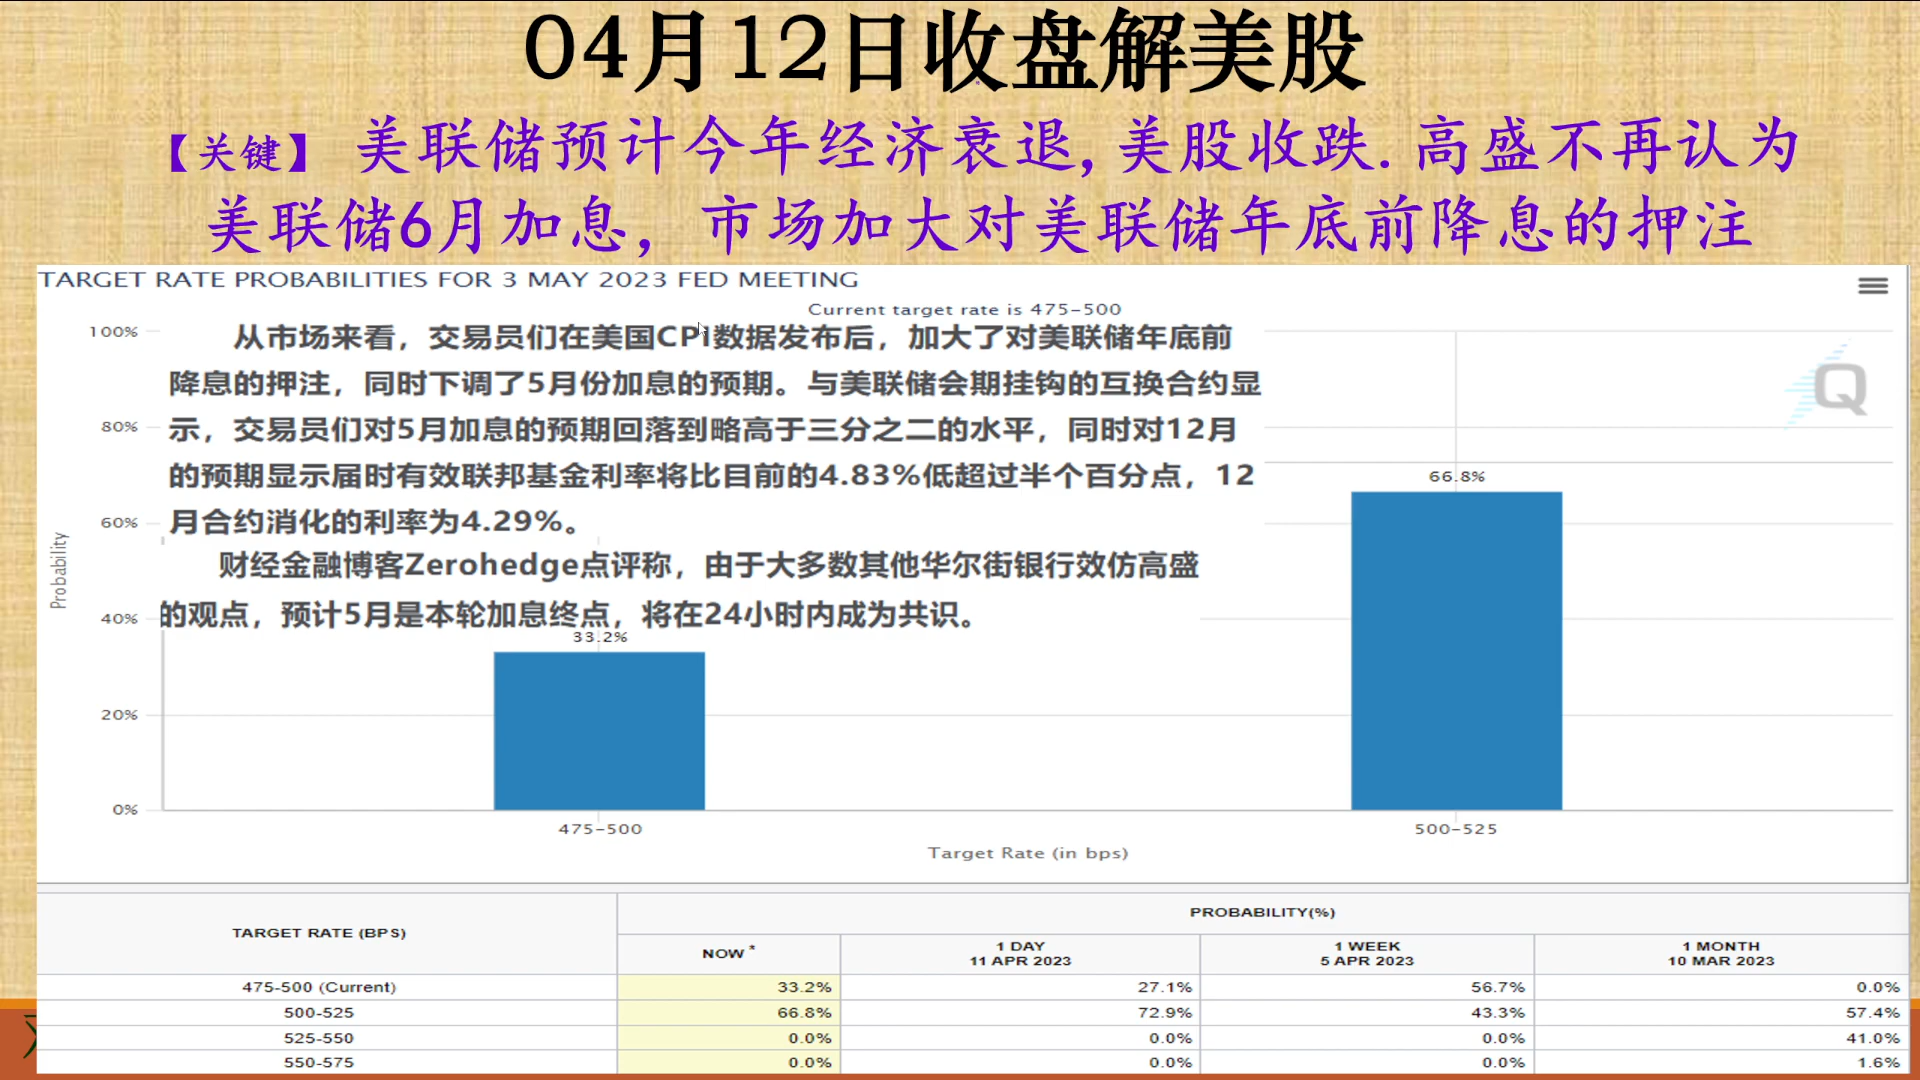 04月12日收盘解美股
【关键】 美联储预计今年经济衰退,美股收跌.高盛不再认为
美联储6月加息，市场加大对美联储年底前降息的押注
TARGET RATE PROBABILITIES FOR 3 MAY 2023 FED MEETING
Current target rate is 475-500
从市场来看，交易员们在美国CPI数据发布后，加大了对美联储年底前
降息的押注，同时下调了5月份加息的预期。与美联储会期挂钩的互换合约显
示，交易员们对5月加息的预期回落到略高于三分之二的水平，同时对12月
的预期显示届时有效联邦基金利率将比目前的4.83%低超过半个百分点，12
月合约消化的利率为4.29%。
财经金融博客Zerohedge点评称，由于大多数其他华尔街银行效仿高盛
的观点，预计5月是本轮加息终点，将在24小时内成为共识。
Probability
100%
80%
60%
40%
20%
0%
33.2%
66.8%
475-500
500-525
Target Rate (in bps)
Q
TARGET RATE (BPS)
PROBABILITY(%)
NOW *
1 DAY
11 APR 2023
1 WEEK
5 APR 2023
1 MONTH
10 MAR 2023
475-500 (Current) 33.2% 27.1% 56.7% 0.0%
500-525 66.8% 72.9% 43.3% 57.4%
525-550 0.0% 0.0% 0.0% 41.0%
550-575 0.0% 0.0% 0.0% 1.6%